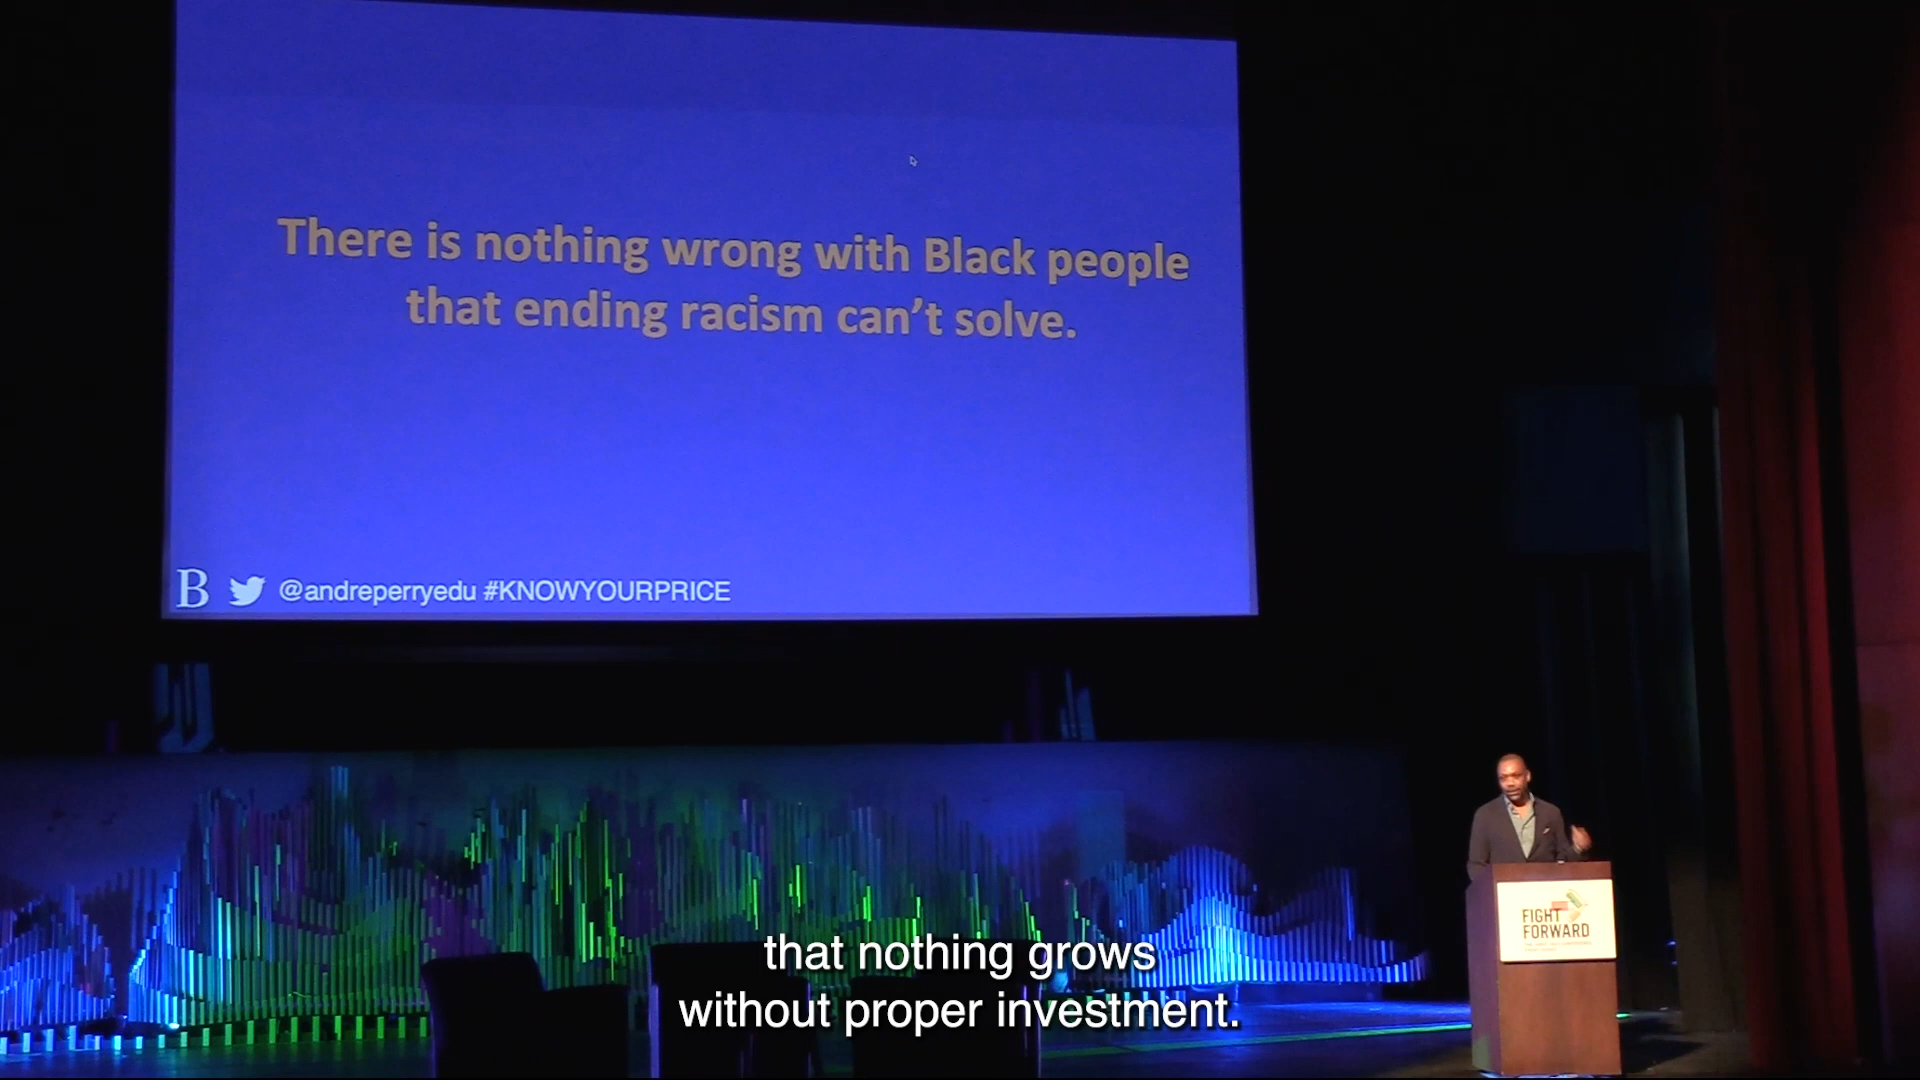 There is nothing wrong with Black people
that ending racism can't solve.
B @andreperryedu #KNOWYOURPRICE
FIGHT
FORWARD
that nothing grows
without proper investment.